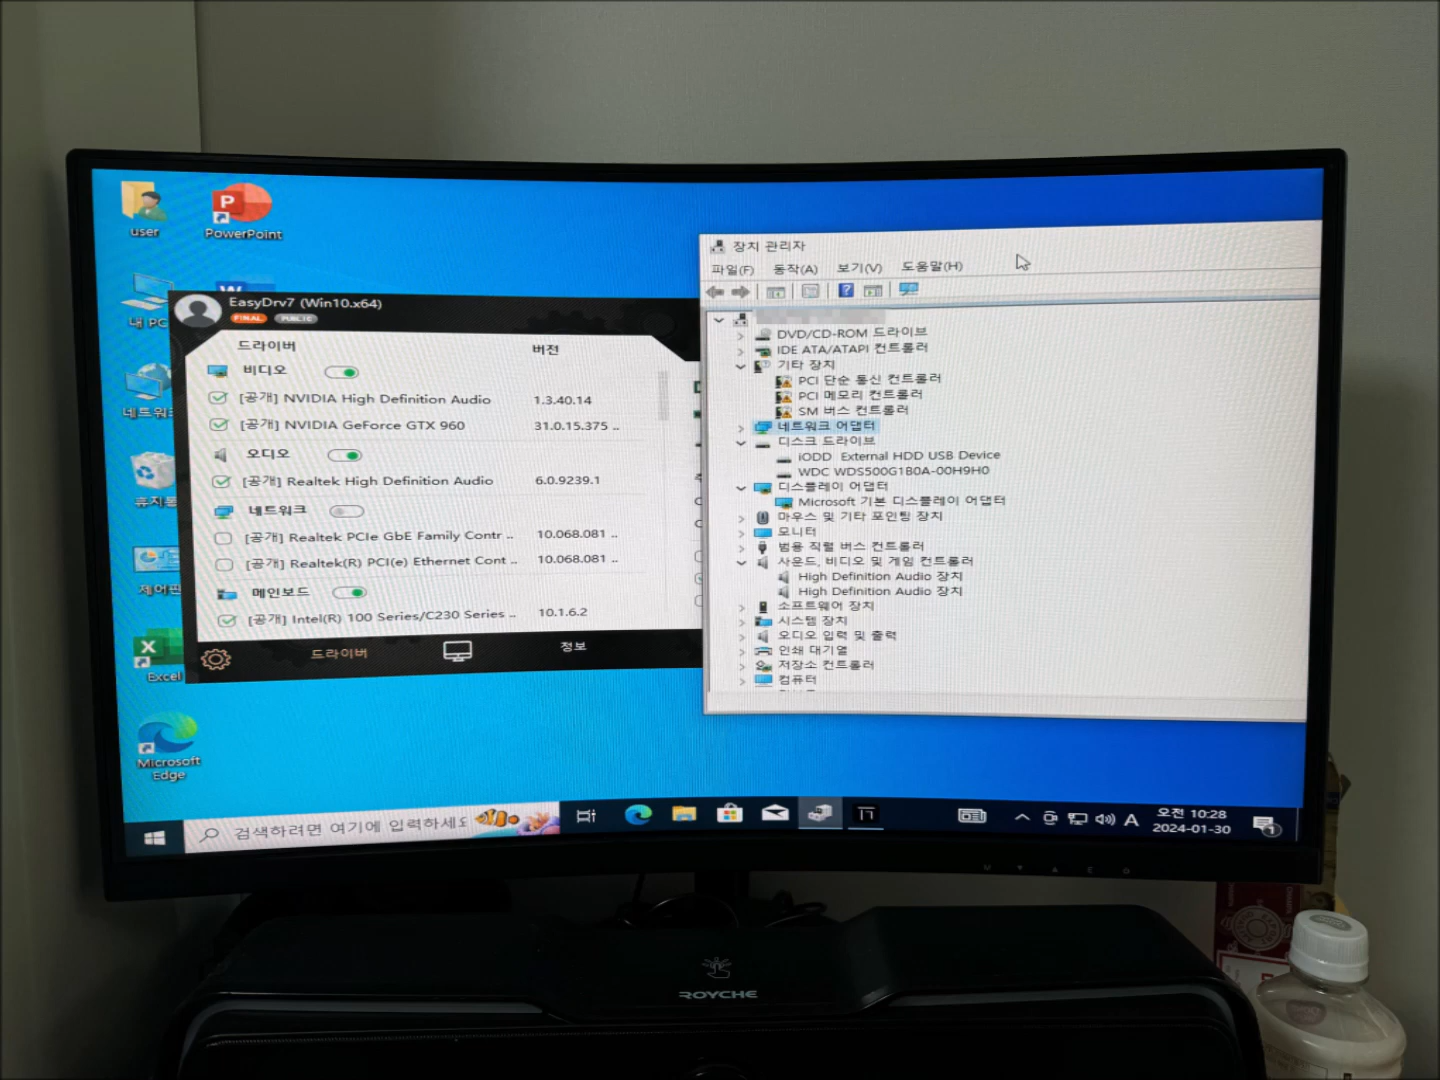 user
PowerPoint
내 PC
Excel
Microsoft Edge
EasyDrv7 (Win10.x64)
FINAL PUBLIC
드라이버 버전
비디오
[공개] NVIDIA High Definition Audio 1.3.40.14
[공개] NVIDIA GeForce GTX 960 31.0.15.375 ..
오디오
[공개] Realtek High Definition Audio 6.0.9239.1
네트워크
[공개] Realtek PCIe GbE Family Contr .. 10.068.081 ..
[공개] Realtek(R) PCI(e) Ethernet Cont .. 10.068.081 ..
메인보드
[공개] Intel(R) 100 Series/C230 Series .. 10.1.6.2
드라이버 정보
장치 관리자
파일(F) 동작(A) 보기(V) 도움말(H)
DVD/CD-ROM 드라이브
IDE ATA/ATAPI 컨트롤러
기타 장치
PCI 단순 통신 컨트롤러
PCI 메모리 컨트롤러
SM 버스 컨트롤러
네트워크 어댑터
디스크 드라이브
iODD External HDD USB Device
WDC WDS500G1B0A-00H9H0
디스플레이 어댑터
Microsoft 기본 디스플레이 어댑터
마우스 및 기타 포인팅 장치
모니터
범용 직렬 버스 컨트롤러
사운드, 비디오 및 게임 컨트롤러
High Definition Audio 장치
High Definition Audio 장치
소프트웨어 장치
시스템 장치
오디오 입력 및 출력
인쇄 대기열
저장소 컨트롤러
컴퓨터
검색하려면 여기에 입력하세요
A
오전 10:28
2024-01-30
1
ROYCHE